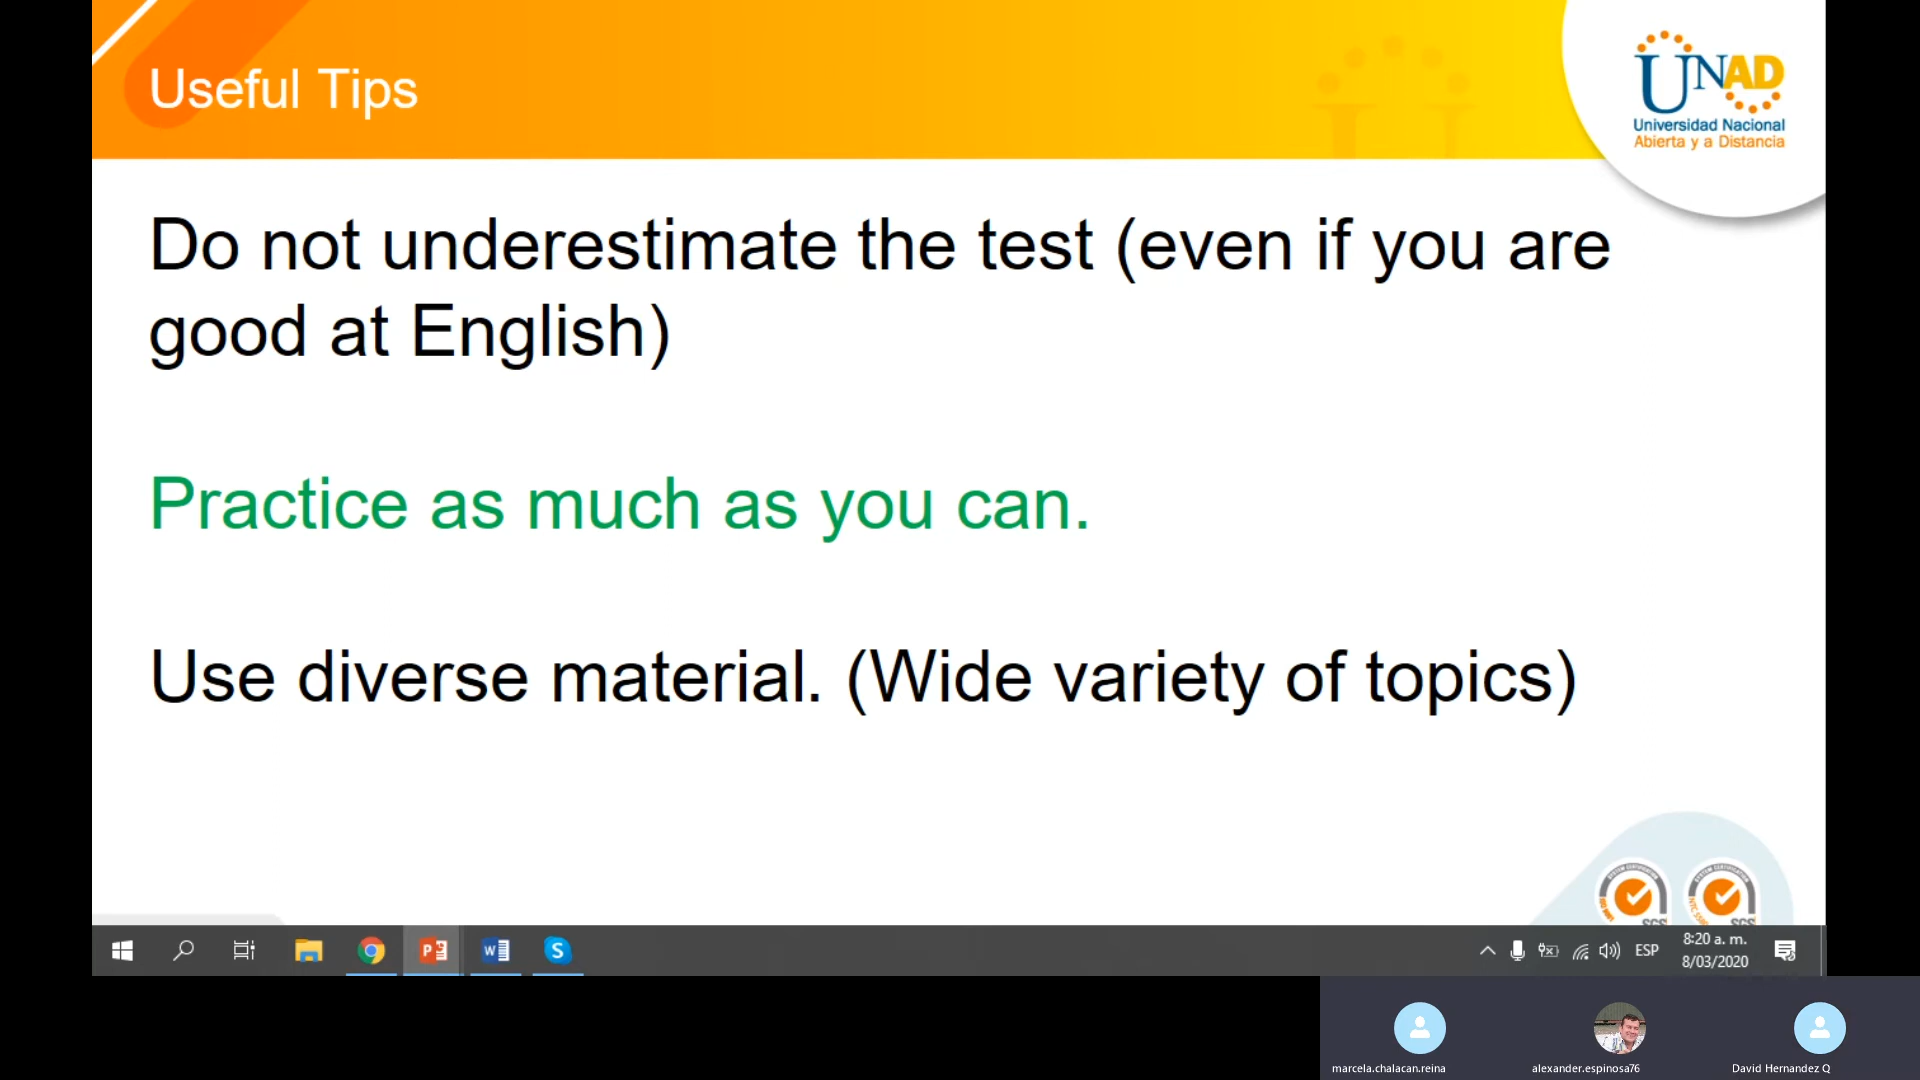 Useful Tips
UNAD
Universidad Nacional
Abierta y a Distancia
Do not underestimate the test (even if you are
good at English)
Practice as much as you can.
Use diverse material. (Wide variety of topics)
ESP
8:20 a. m.
8/03/2020
marcela.chalacan.reina
alexander.espinosa76
David Hernandez Q